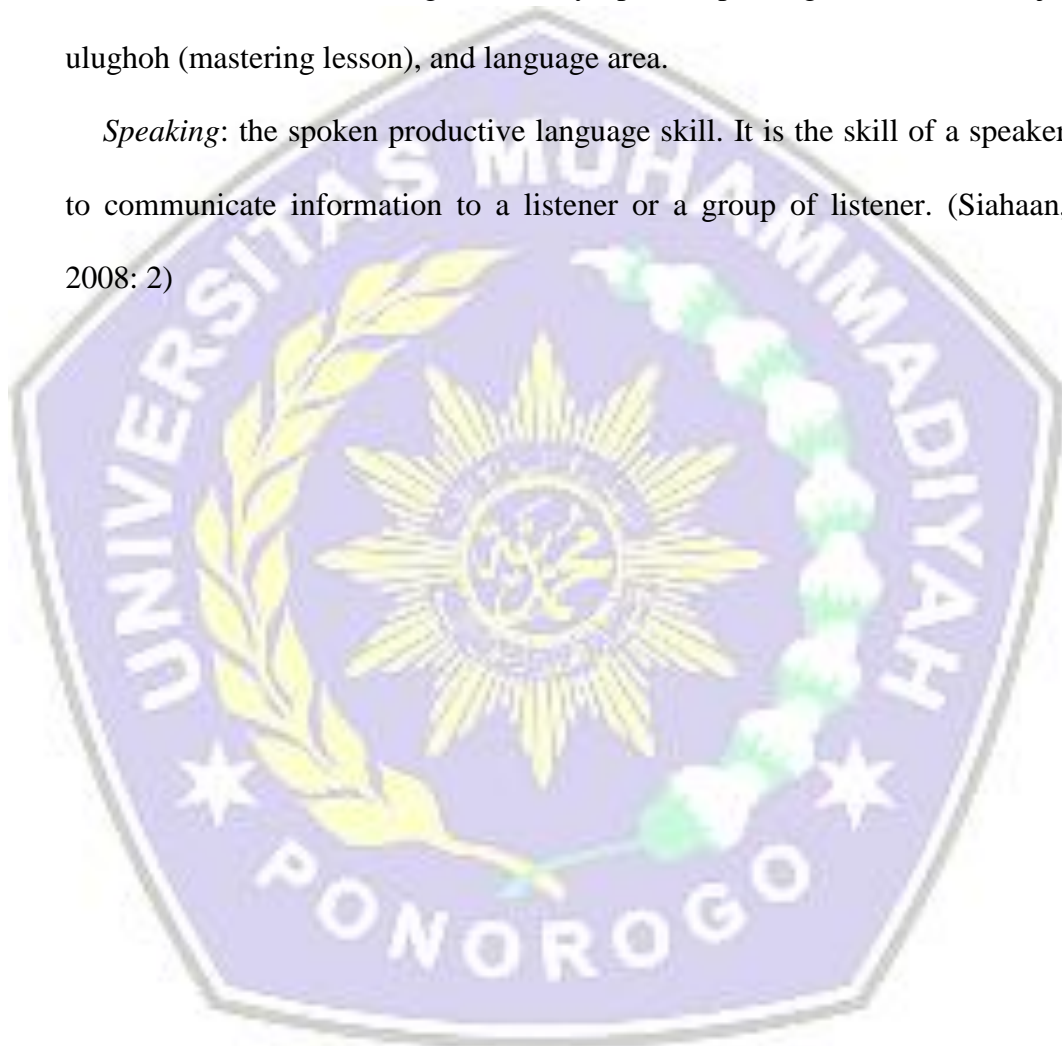 ulughoh (mastering lesson), and language area.
Speaking: the spoken productive language skill. It is the skill of a speaker
to communicate information to a listener or a group of listener. (Siahaan,
2008: 2)
UNIVERSITAS MUHAMMADIYAH
PONOROGO